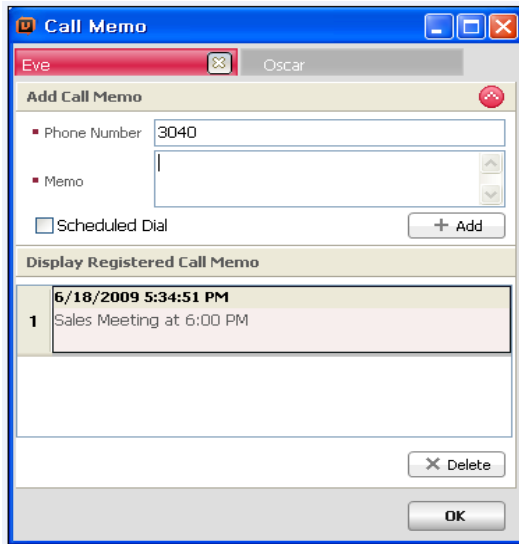 Call Memo
Eve Oscar
Add Call Memo
Phone Number 3040
Memo
Scheduled Dial + Add
Display Registered Call Memo
6/18/2009 5:34:51 PM
1 Sales Meeting at 6:00 PM
Delete
OK